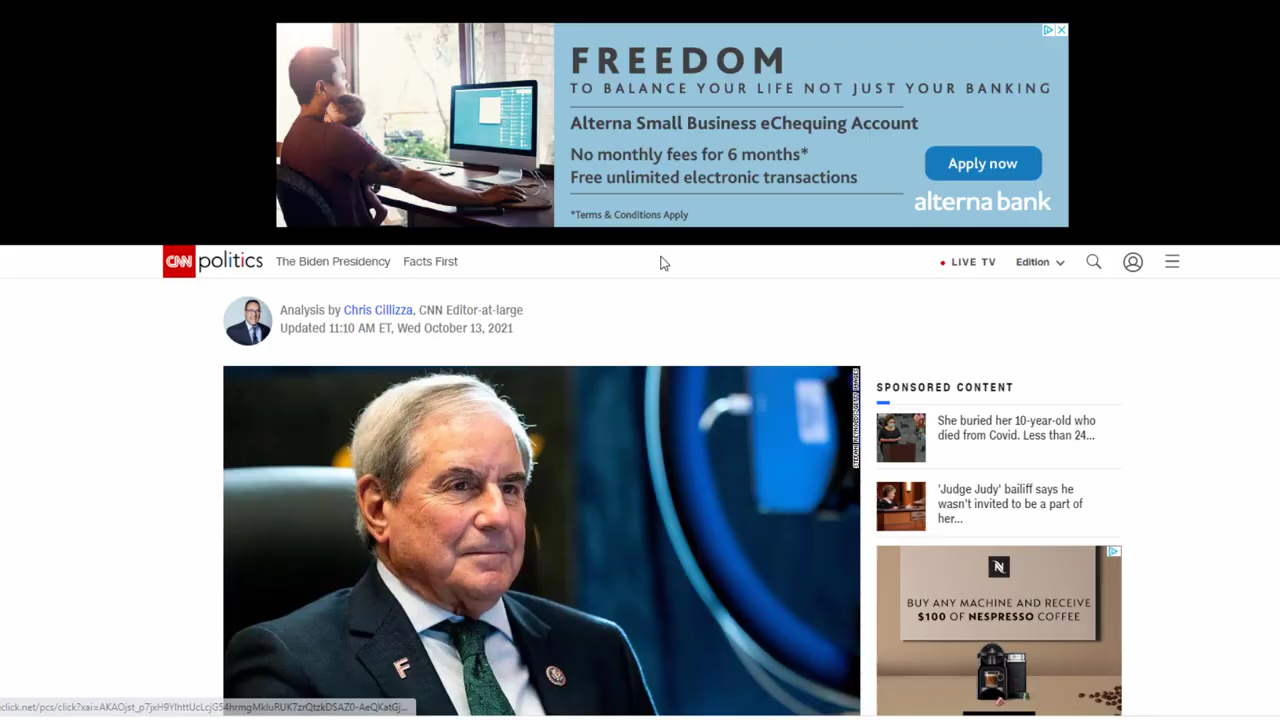 FREEDOM
TO BALANCE YOUR LIFE NOT JUST YOUR BANKING
Alterna Small Business eChequing Account
No monthly fees for 6 months*
Free unlimited electronic transactions
*Terms & Conditions Apply
Apply now
alterna bank
CNN politics The Biden Presidency Facts First
LIVE TV Edition
Analysis by Chris Cillizza, CNN Editor-at-large
Updated 11:10 AM ET, Wed October 13, 2021
F
SPONSORED CONTENT
She buried her 10-year-old who
died from Covid. Less than 24...
'Judge Judy' bailiff says he
wasn't invited to be a part of
her...
N
BUY ANY MACHINE AND RECEIVE
$100 OF NESPRESSO COFFEE